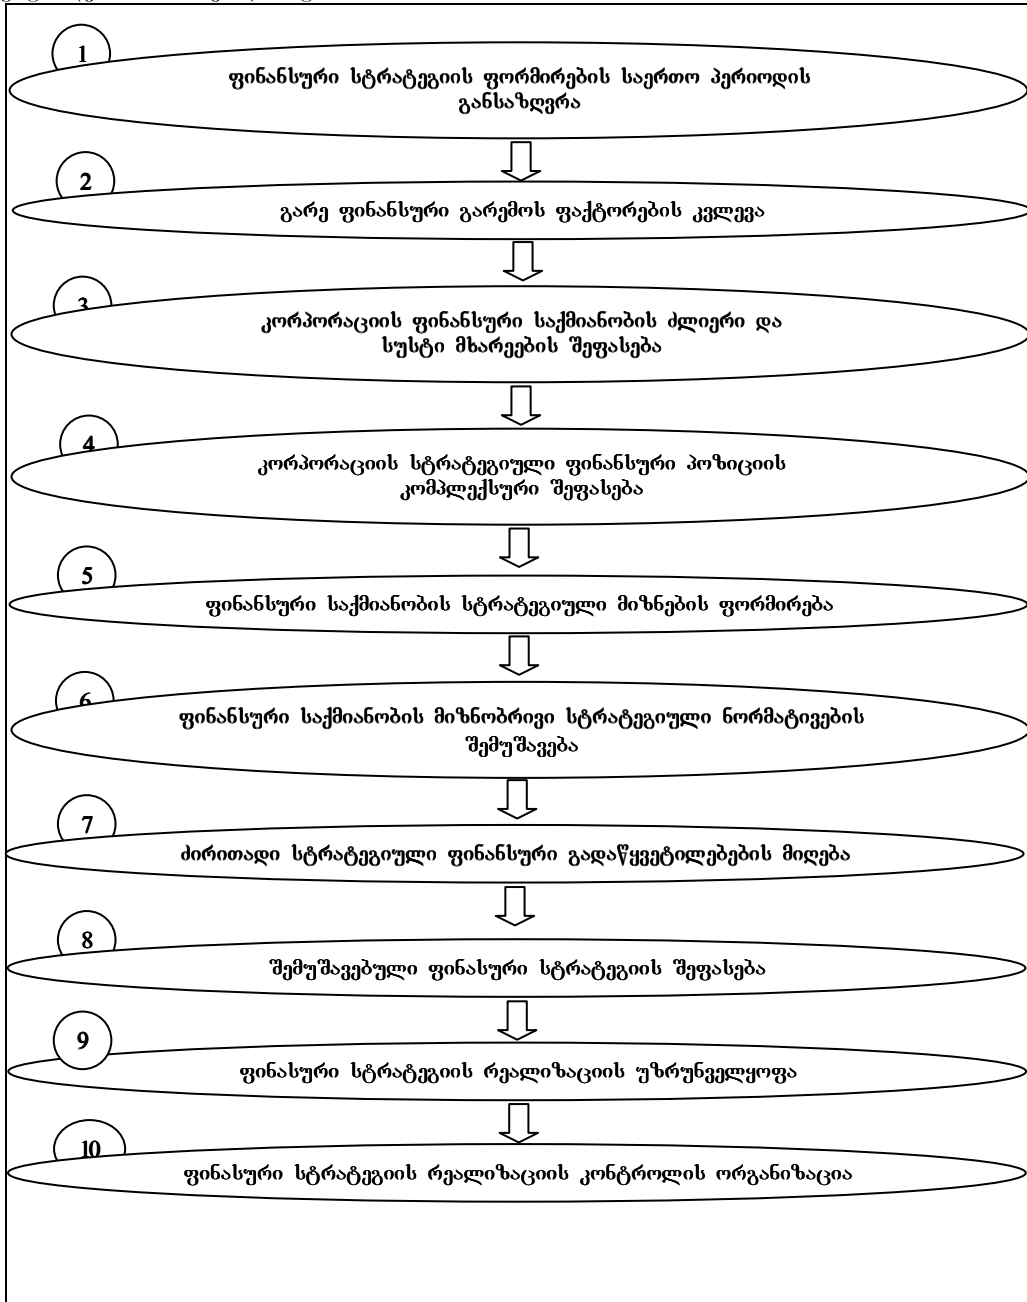 1
ფინანსური სტრატეგიის ფორმირების საერთო პერიოდის
განსაზღვრა
2
გარე ფინანსური გარემოს ფაქტორების კვლევა
3
კორპორაციის ფინანსური საქმიანობის ძლიერი და
სუსტი მხარეების შეფასება
4
კორპორაციის სტრატეგიული ფინანსური პოზიციის
კომპლექსური შეფასება
5
ფინანსური საქმიანობის სტრატეგიული მიზნების ფორმირება
6
ფინანსური საქმიანობის მიზნობრივი სტრატეგიული ნორმატივების
შემუშავება
7
ძირითადი სტრატეგიული ფინანსური გადაწყვეტილებების მიღება
8
შემუშავებული ფინასური სტრატეგიის შეფასება
9
ფინასური სტრატეგიის რეალიზაციის უზრუნველყოფა
10
ფინასური სტრატეგიის რეალიზაციის კონტროლის ორგანიზაცია